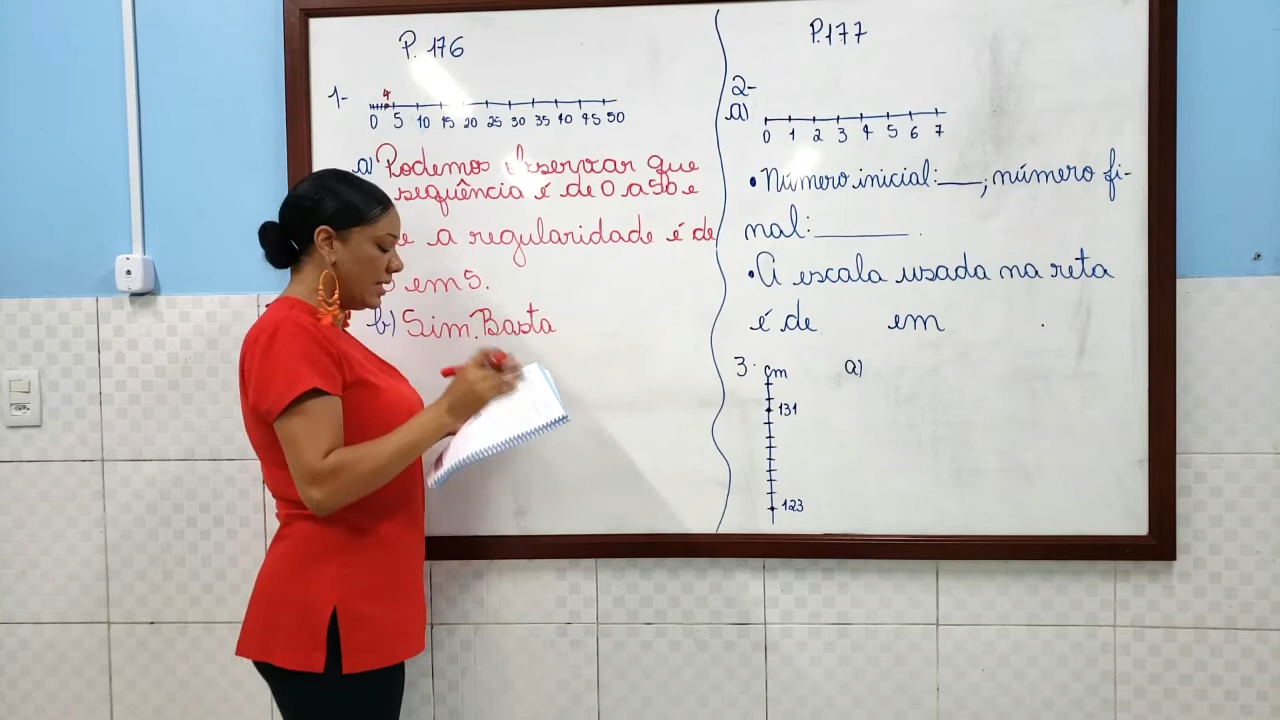 P. 176
1-
4
0 5 10 15 20 25 30 35 40 45 50
a) Podemos observar que
sequência é de 0 a 50 e
e a regularidade é de
em 5.
b) Sim. Basta
P.177
2-
a)
0 1 2 3 4 5 6 7
• Número inicial: ___; número fi-
nal: ______.
• A escala usada na reta
é de em .
3. cm a)
131
123